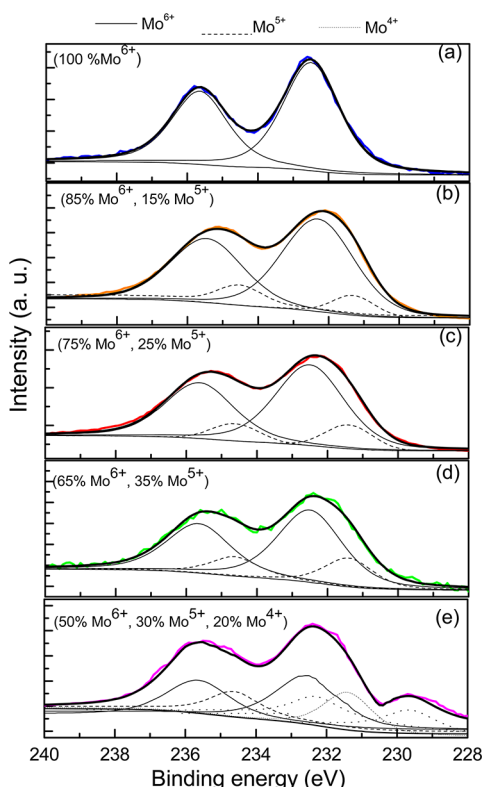 Mo6+ Mo5+ Mo4+
(100 %Mo6+) (a)
(85% Mo6+, 15% Mo5+) (b)
(75% Mo6+, 25% Mo5+) (c)
(65% Mo6+, 35% Mo5+) (d)
(50% Mo6+, 30% Mo5+, 20% Mo4+) (e)
Intensity (a. u.)
240 238 236 234 232 230 228
Binding energy (eV)